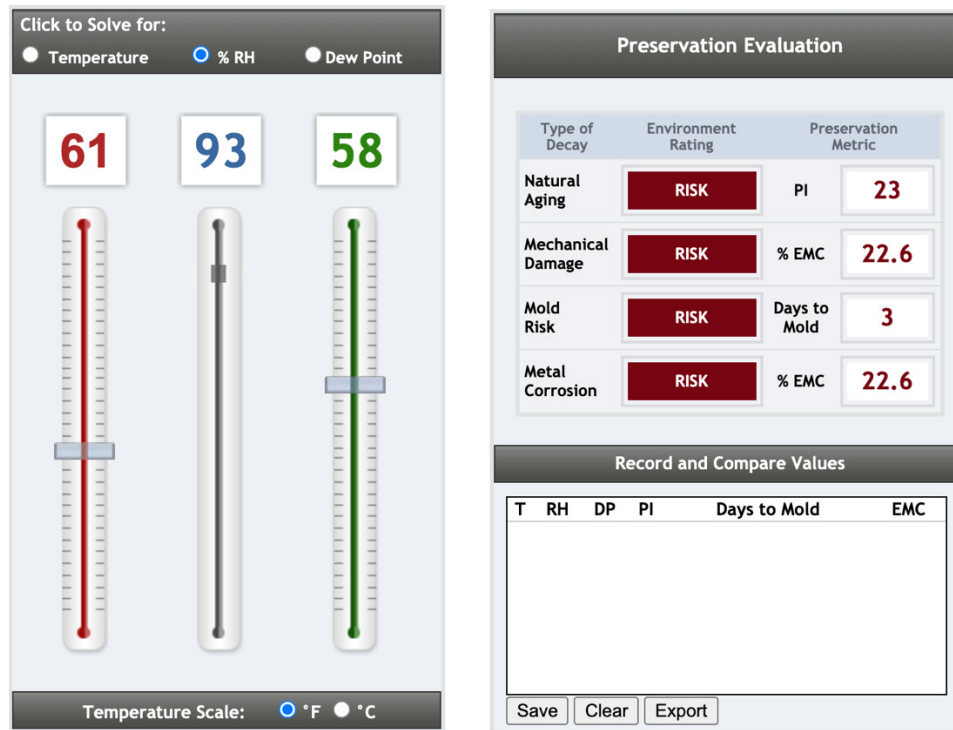 Click to Solve for:
Temperature % RH Dew Point
61 93 58
Temperature Scale: °F °C
Preservation Evaluation
Type of Decay Environment Rating Preservation Metric
Natural Aging RISK PI 23
Mechanical Damage RISK % EMC 22.6
Mold Risk RISK Days to Mold 3
Metal Corrosion RISK % EMC 22.6
Record and Compare Values
T RH DP PI Days to Mold EMC
Save Clear Export